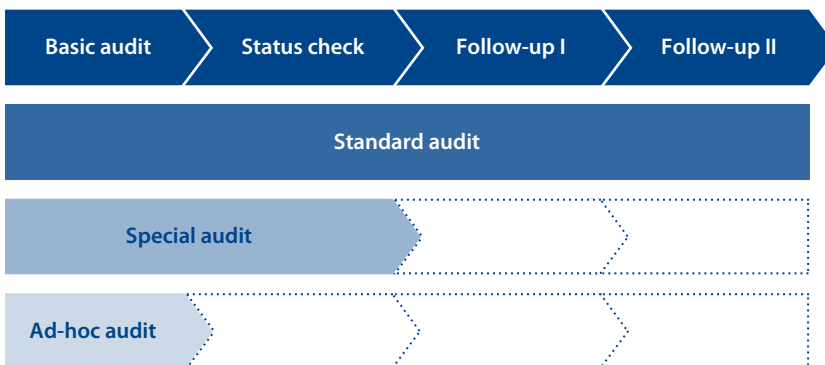 Basic audit
Status check
Follow-up I
Follow-up II
Standard audit
Special audit
Ad-hoc audit